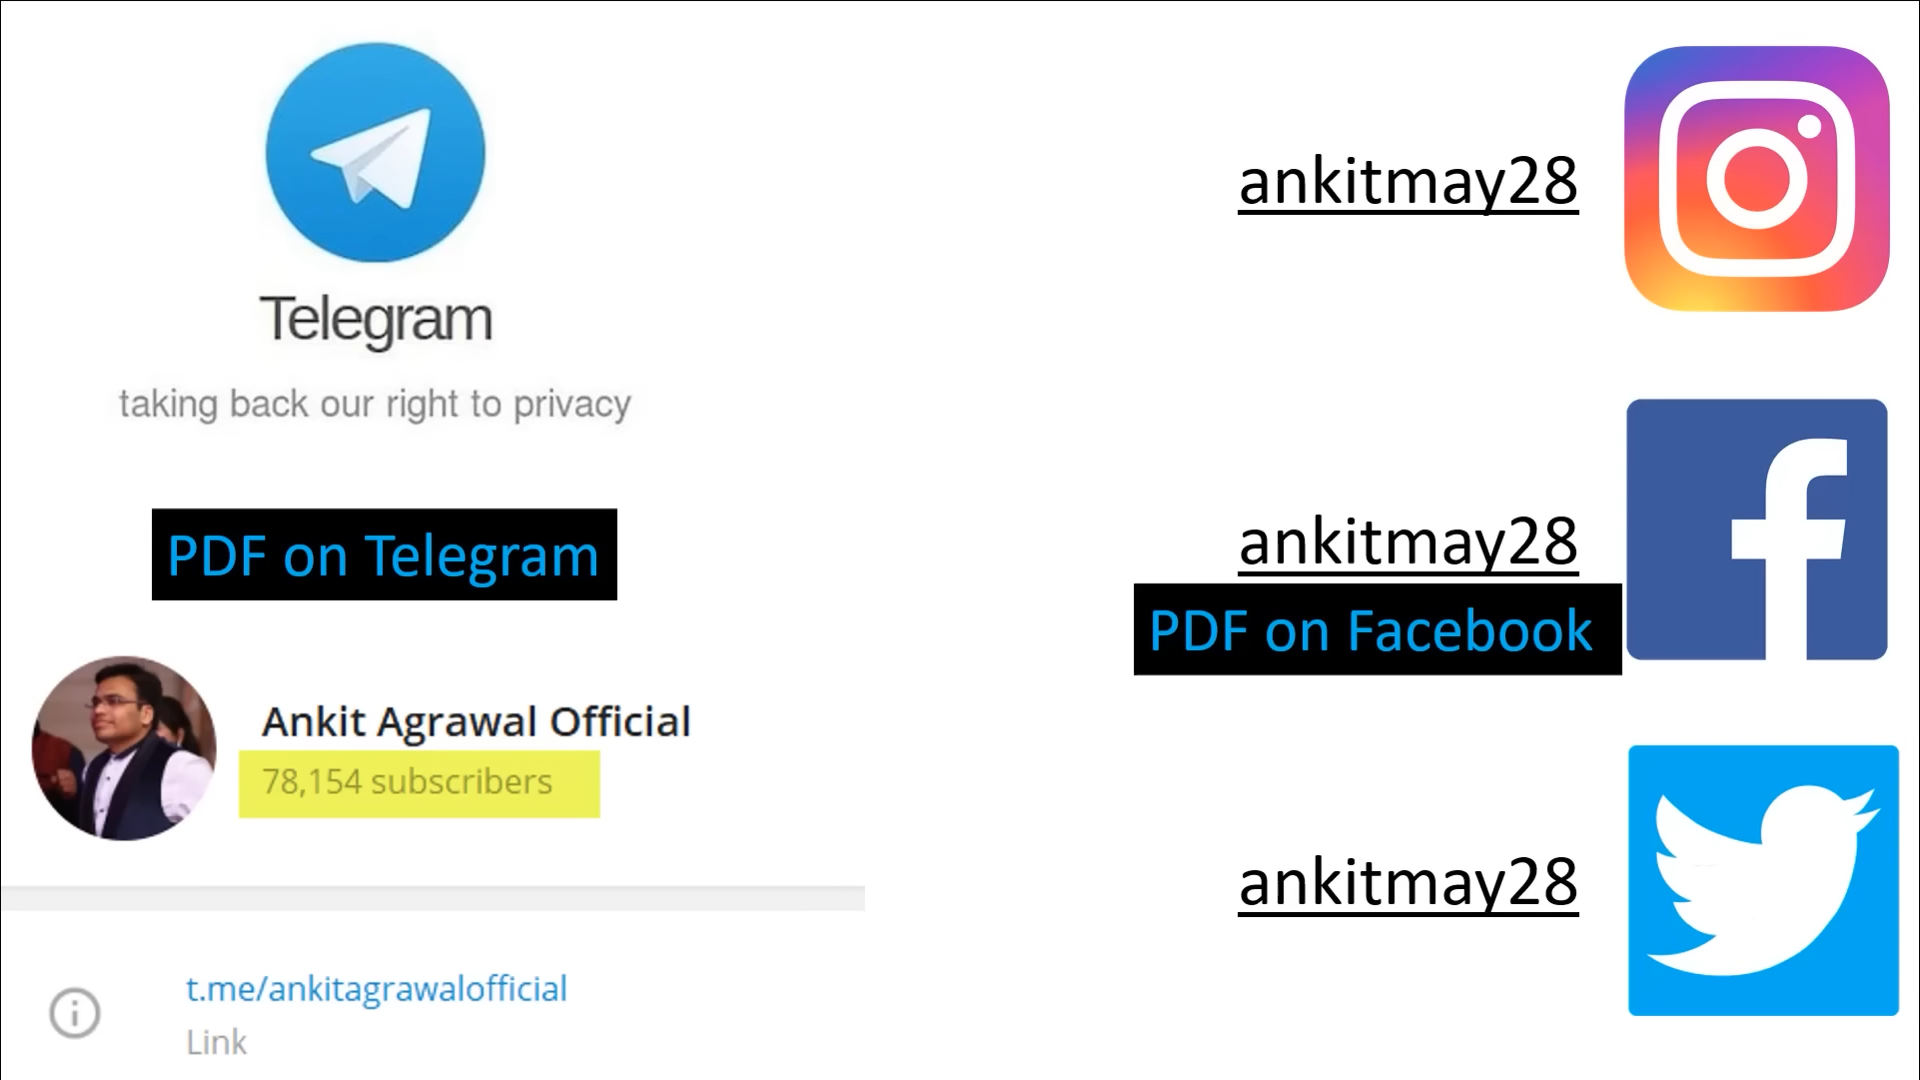 Telegram
taking back our right to privacy
PDF on Telegram
Ankit Agrawal Official
78,154 subscribers
t.me/ankitagrawalofficial
Link
ankitmay28
ankitmay28
PDF on Facebook
ankitmay28